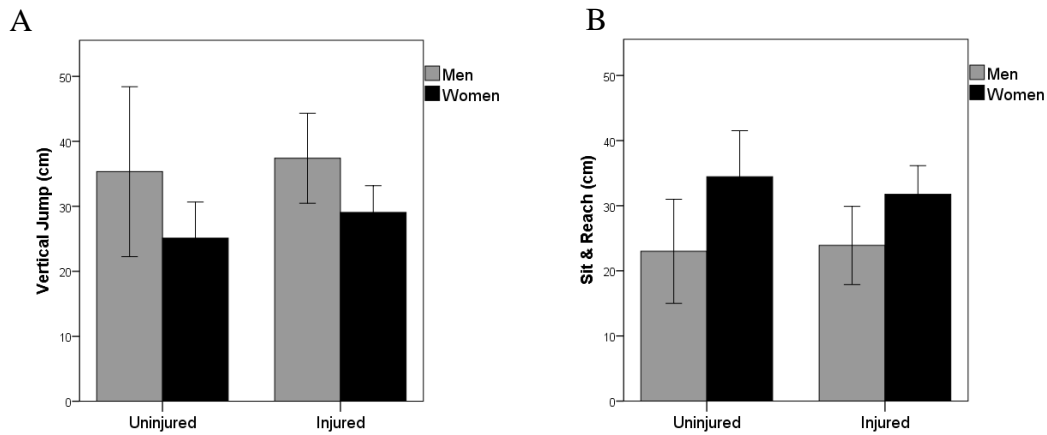 A
Vertical Jump (cm)
50
40
30
20
10
0
Uninjured
Injured
Men
Women
B
Sit & Reach (cm)
50
40
30
20
10
0
Uninjured
Injured
Men
Women